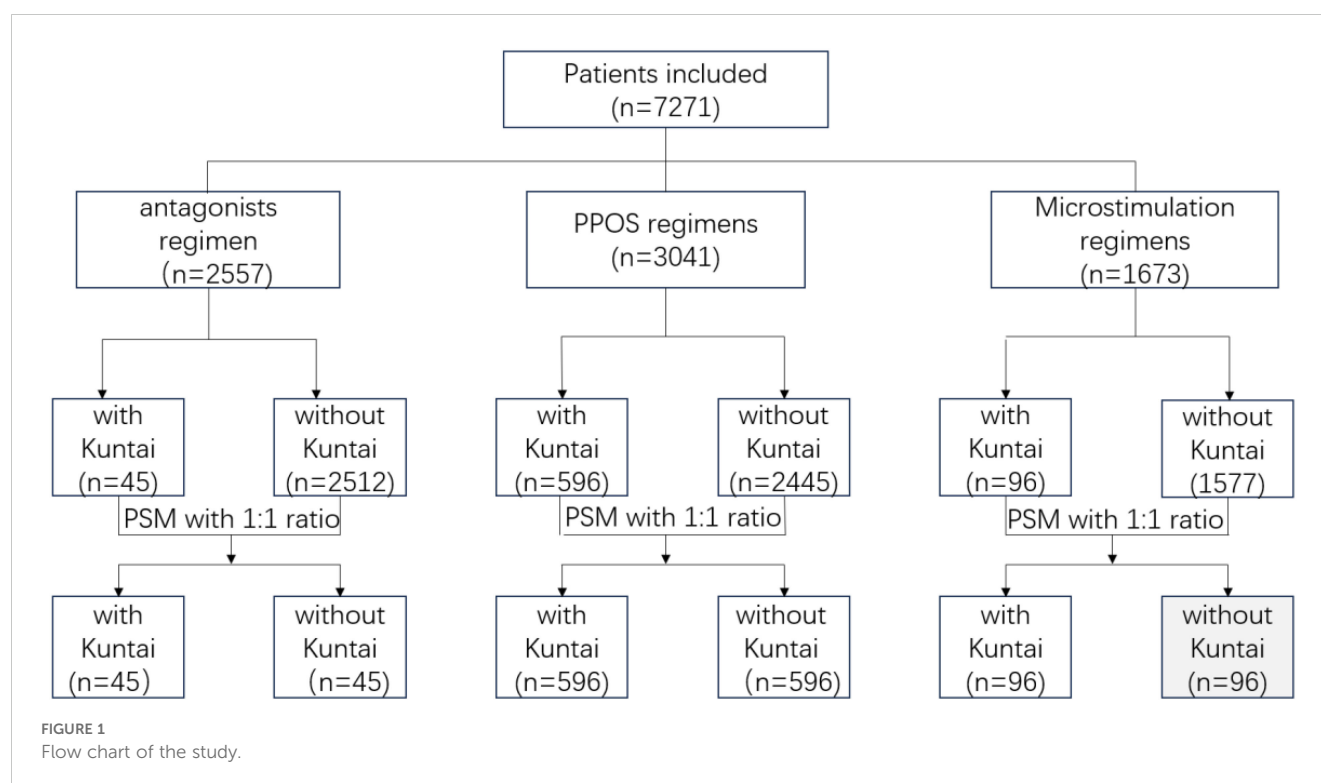 Patients included
(n=7271)
antagonists
regimen
(n=2557)
PPOS regimens
(n=3041)
Microstimulation
regimens
(n=1673)
with
Kuntai
(n=45)
without
Kuntai
(n=2512)
with
Kuntai
(n=596)
without
Kuntai
(n=2445)
with
Kuntai
(n=96)
without
Kuntai
(1577)
PSM with 1:1 ratio
PSM with 1:1 ratio
PSM with 1:1 ratio
with
Kuntai
(n=45)
without
Kuntai
(n=45)
with
Kuntai
(n=596)
without
Kuntai
(n=596)
with
Kuntai
(n=96)
without
Kuntai
(n=96)
FIGURE 1
Flow chart of the study.